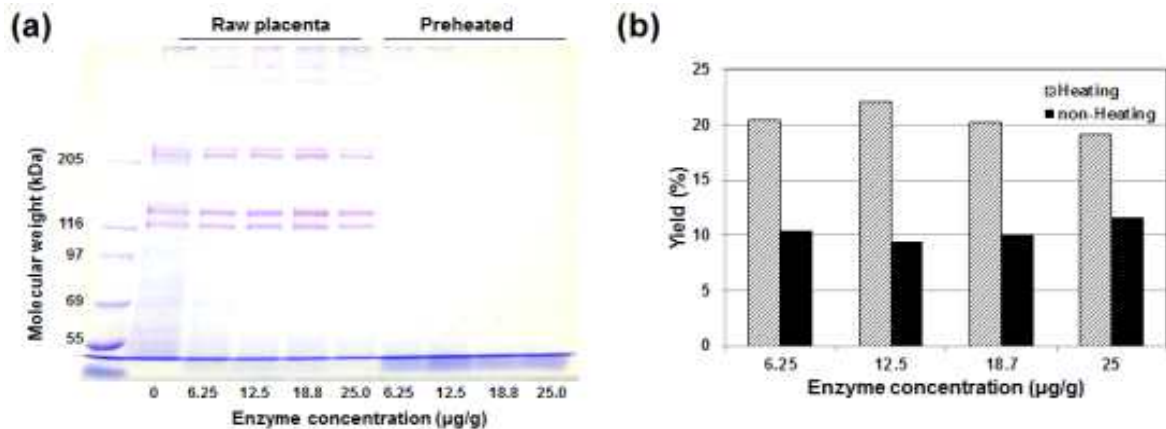 (a)
Raw placenta Preheated
Molecular weight (kDa)
205
116
97
69
55
0 6.25 12.5 18.8 25.0 6.25 12.5 18.8 25.0
Enzyme concentration (µg/g)
(b)
Heating
non-Heating
Yield (%)
25
20
15
10
5
0
6.25 12.5 18.7 25
Enzyme concentration (µg/g)